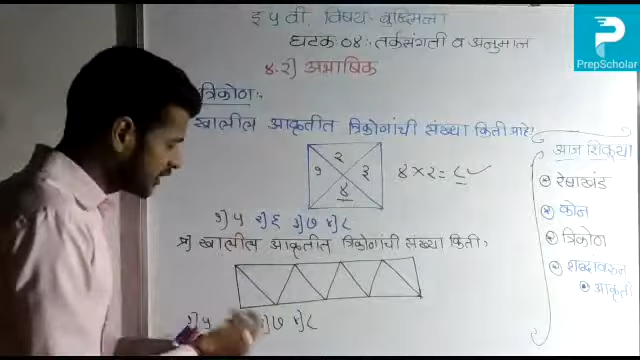 इ ५ वी. विषय- बुध्दिमत्ता
घटक ०४: तर्कसंगती व अनुमान
४.२) अभाषिक
त्रिकोण:-
खालील आकृतीत त्रिकोणांची संख्या किती आहे?
१ २ ३ ४
४×२=८
१) ५ २) ६ ३) ७ ४) ८
प्र) खालील आकृतीत त्रिकोणांची संख्या किती?
१) ५ ३) ७ ४) ८
आज शिकूया
रेषाखंड
कोन
त्रिकोण
शब्दांवरुन
आकृती
PrepScholar